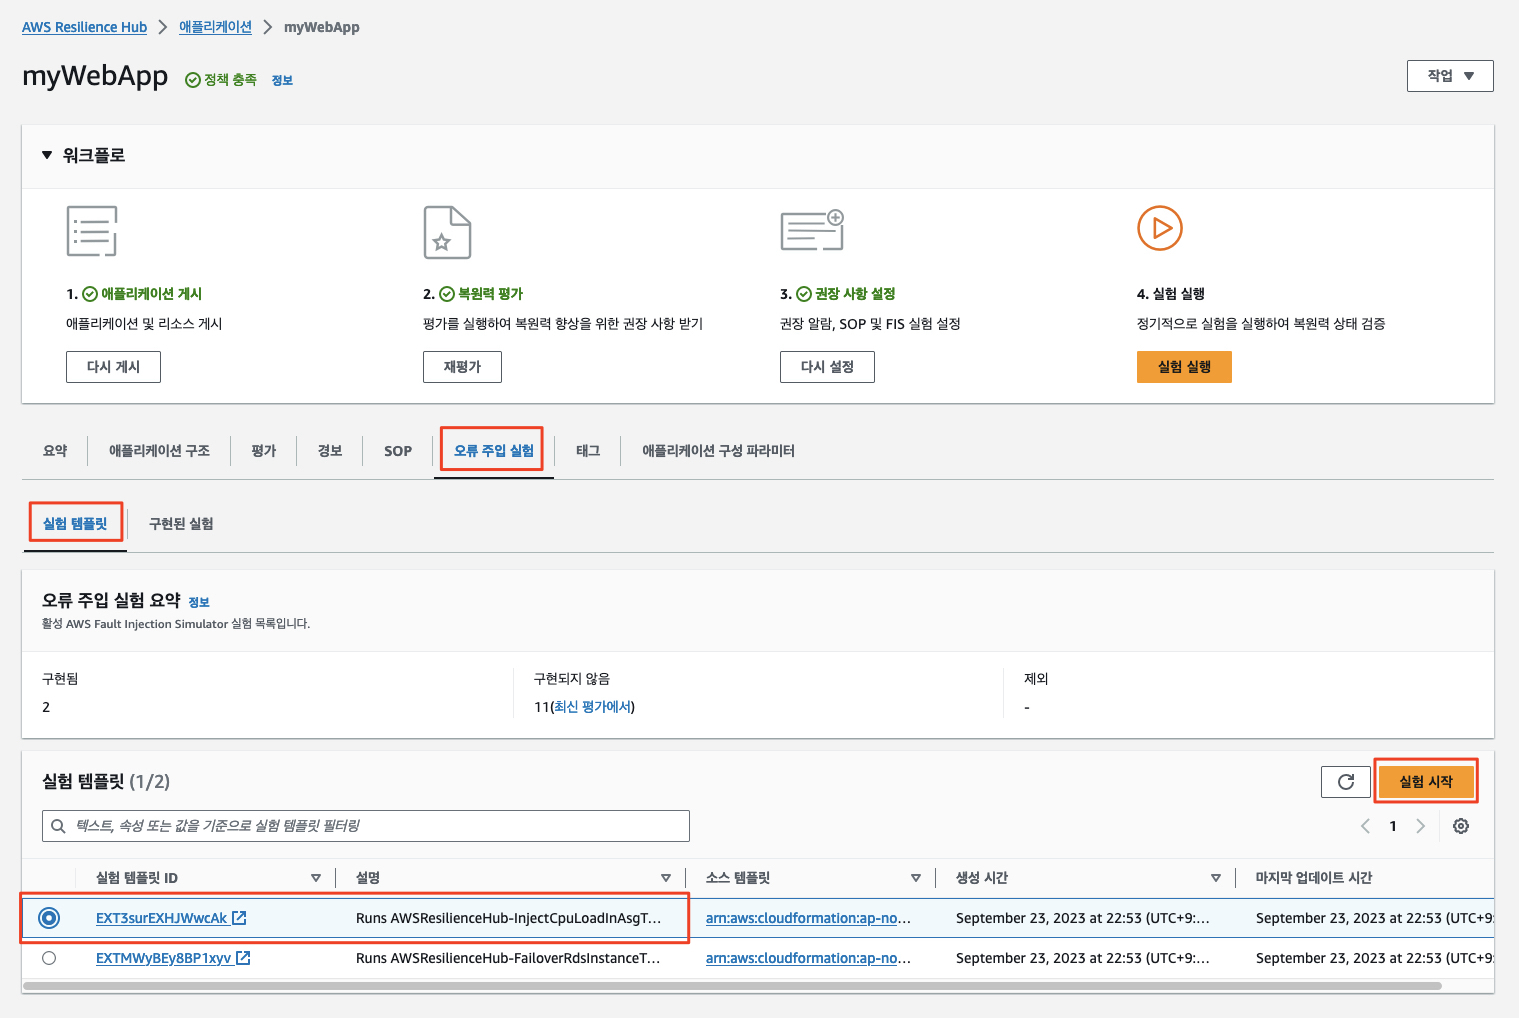 AWS Resilience Hub > 애플리케이션 > myWebApp
myWebApp 정책 충족 정보
작업
워크플로
1. 애플리케이션 게시
애플리케이션 및 리소스 게시
다시 게시
2. 복원력 평가
평가를 실행하여 복원력 향상을 위한 권장 사항 받기
재평가
3. 권장 사항 설정
권장 알람, SOP 및 FIS 실험 설정
다시 설정
4. 실험 실행
정기적으로 실험을 실행하여 복원력 상태 검증
실험 실행
요약 애플리케이션 구조 평가 경보 SOP 오류 주입 실험 태그 애플리케이션 구성 파라미터
실험 템플릿 구현된 실험
오류 주입 실험 요약 정보
활성 AWS Fault Injection Simulator 실험 목록입니다.
구현됨
2
구현되지 않음
11(최신 평가에서)
제외
-
실험 템플릿 (1/2)
실험 시작
텍스트, 속성 또는 값을 기준으로 실험 템플릿 필터링
1
실험 템플릿 ID 설명 소스 템플릿 생성 시간 마지막 업데이트 시간
EXT3surEXHJWwcAk Runs AWSResilienceHub-InjectCpuLoadInAsgT... arn:aws:cloudformation:ap-no... September 23, 2023 at 22:53 (UTC+9:... September 23, 2023 at 22:53 (UTC+9:
EXTMWyBEy8BP1xyv Runs AWSResilienceHub-FailoverRdsInstanceT... arn:aws:cloudformation:ap-no... September 23, 2023 at 22:53 (UTC+9:... September 23, 2023 at 22:53 (UTC+9: